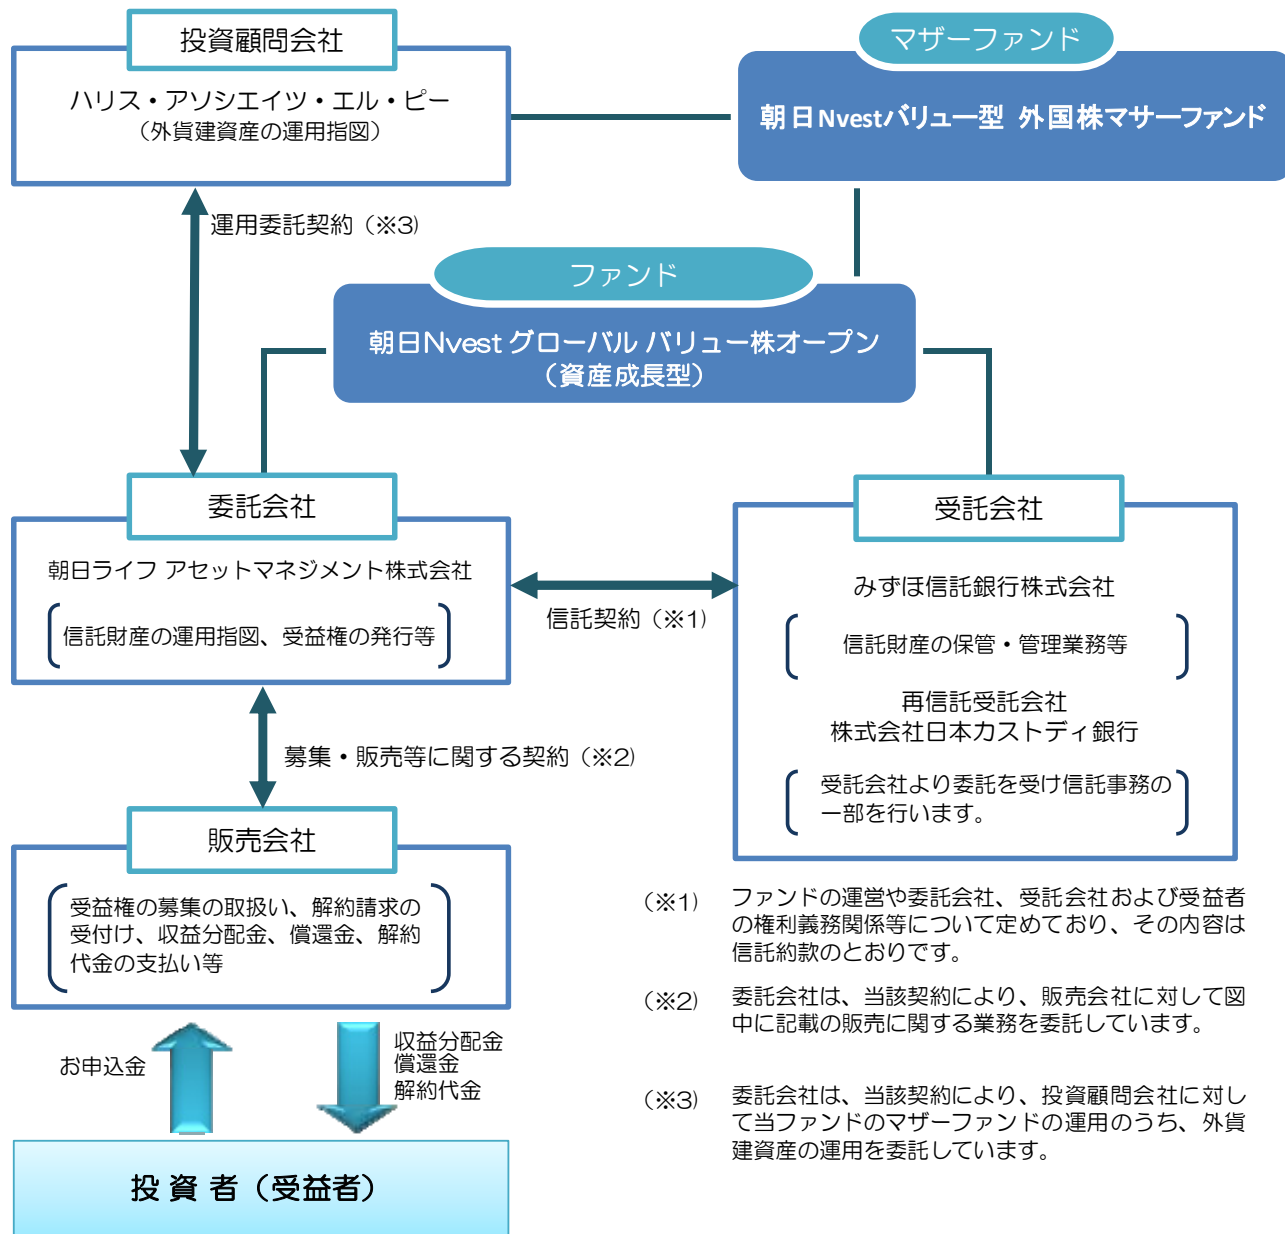 投資顧問会社
ハリス・アソシエイツ・エル・ピー
（外貨建資産の運用指図）
マザーファンド
朝日Nvestバリュー型 外国株マサーファンド
運用委託契約（※3）
ファンド
朝日Nvest グローバル バリュー株オープン
（資産成長型）
委託会社
朝日ライフ アセットマネジメント株式会社
信託財産の運用指図、受益権の発行等
信託契約（※1）
受託会社
みずほ信託銀行株式会社
信託財産の保管・管理業務等
再信託受託会社
株式会社日本カストディ銀行
受託会社より委託を受け信託事務の
一部を行います。
募集・販売等に関する契約（※2）
販売会社
受益権の募集の取扱い、解約請求の
受付け、収益分配金、償還金、解約
代金の支払い等
お申込金
収益分配金
償還金
解約代金
投 資 者（受益者）
（※1） ファンドの運営や委託会社、受託会社および受益者
の権利義務関係等について定めており、その内容は
信託約款のとおりです。
（※2） 委託会社は、当該契約により、販売会社に対して図
中に記載の販売に関する業務を委託しています。
（※3） 委託会社は、当該契約により、投資顧問会社に対し
て当ファンドのマザーファンドの運用のうち、外貨
建資産の運用を委託しています。